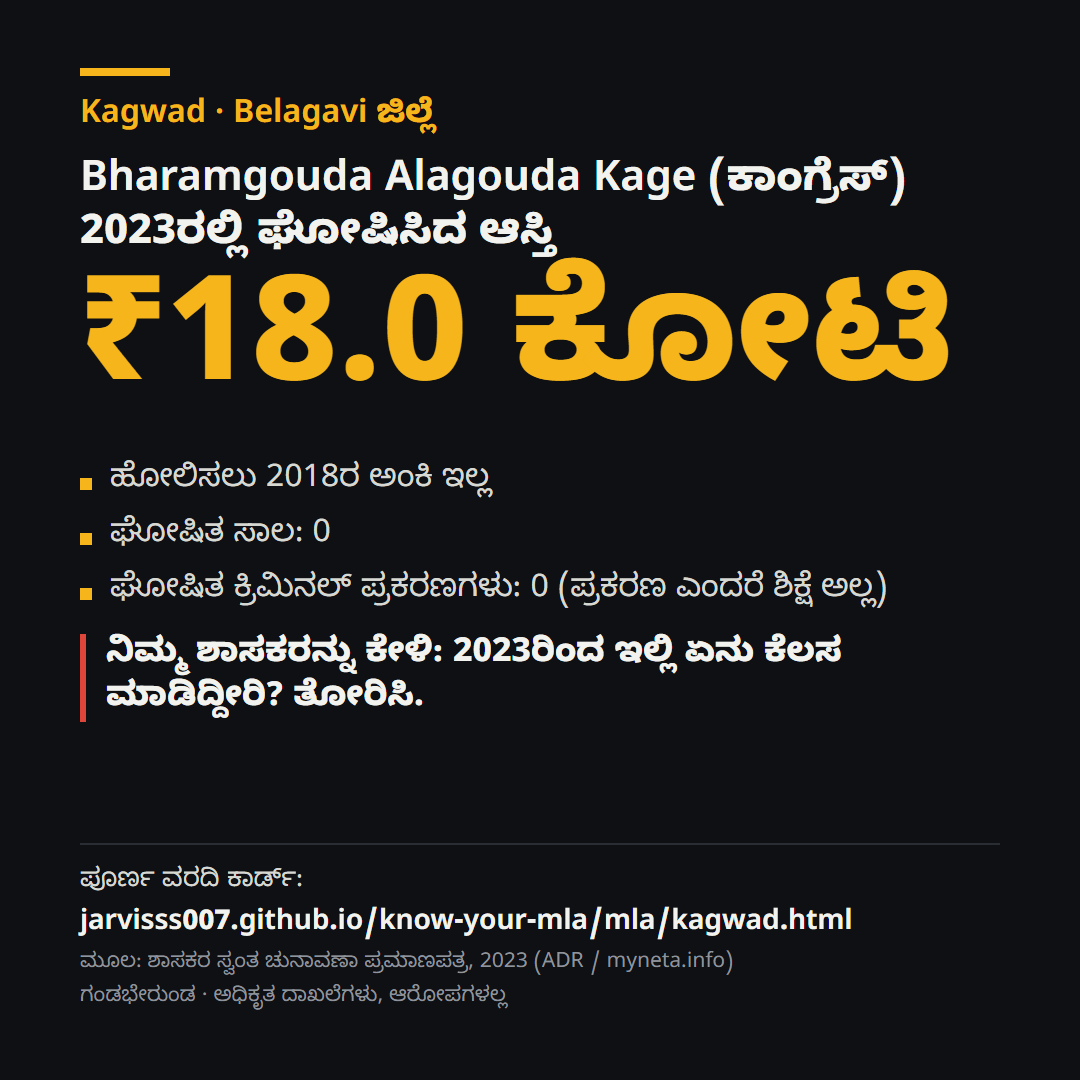 Kagwad · Belagavi ಜಿಲ್ಲೆ
Bharamgouda Alagouda Kage (ಕಾಂಗ್ರೆಸ್)
2023ರಲ್ಲಿ ಘೋಷಿಸಿದ ಆಸ್ತಿ
₹18.0 ಕೋಟಿ
ಹೋಲಿಸಲು 2018ರ ಅಂಕಿ ಇಲ್ಲ
ಘೋಷಿತ ಸಾಲ: 0
ಘೋಷಿತ ಕ್ರಿಮಿನಲ್ ಪ್ರಕರಣಗಳು: 0 (ಪ್ರಕರಣ ಎಂದರೆ ಶಿಕ್ಷೆ ಅಲ್ಲ)
ನಿಮ್ಮ ಶಾಸಕರನ್ನು ಕೇಳಿ: 2023ರಿಂದ ಇಲ್ಲಿ ಏನು ಕೆಲಸ
ಮಾಡಿದ್ದೀರಿ? ತೋರಿಸಿ.
ಪೂರ್ಣ ವರದಿ ಕಾರ್ಡ್:
jarvisss007.github.io/know-your-mla/mla/kagwad.html
ಮೂಲ: ಶಾಸಕರ ಸ್ವಂತ ಚುನಾವಣಾ ಪ್ರಮಾಣಪತ್ರ, 2023 (ADR / myneta.info)
ಗಂಡಭೇರುಂಡ · ಅಧಿಕೃತ ದಾಖಲೆಗಳು, ಆರೋಪಗಳಲ್ಲ